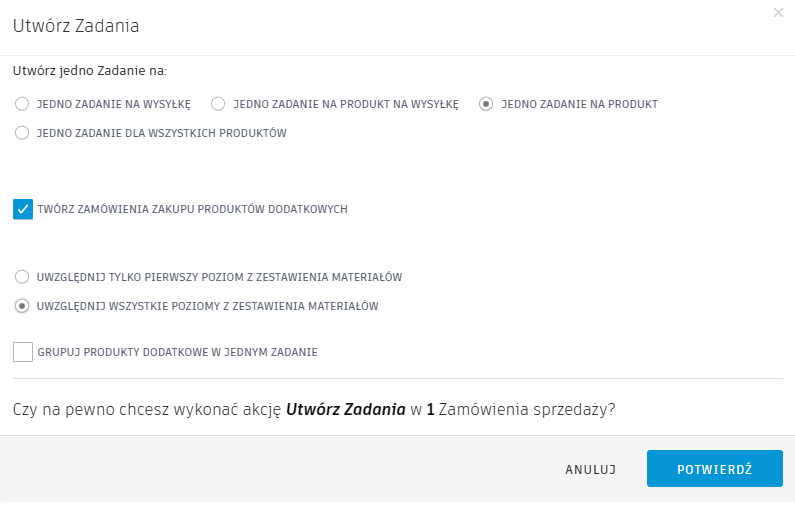 Utwórz Zadania
Utwórz jedno Zadanie na:
JEDNO ZADANIE NA WYSYŁKĘ JEDNO ZADANIE NA PRODUKT NA WYSYŁKĘ JEDNO ZADANIE NA PRODUKT
JEDNO ZADANIE DLA WSZYSTKICH PRODUKTÓW
TWÓRZ ZAMÓWIENIA ZAKUPU PRODUKTÓW DODATKOWYCH
UWZGLĘDNIJ TYLKO PIERWSZY POZIOM Z ZESTAWIENIA MATERIAŁÓW
UWZGLĘDNIJ WSZYSTKIE POZIOMY Z ZESTAWIENIA MATERIAŁÓW
GRUPUJ PRODUKTY DODATKOWE W JEDNYM ZADANIE
Czy na pewno chcesz wykonać akcję Utwórz Zadania w 1 Zamówienia sprzedaży?
ANULUJ POTWIERDŹ